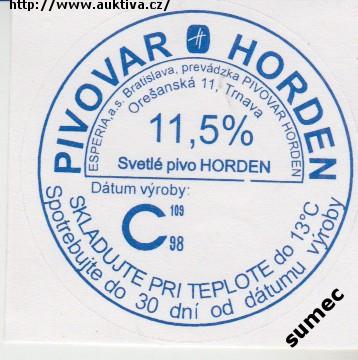 http://www.auktiva.cz/
PIVOVAR HORDEN
ESPERIA,a.s. Bratislava, prevádzka PIVOVAR HORDEN
Orešanská 11, Trnava
11,5%
Svetlé pivo HORDEN
Dátum výroby:
C 109
98
SKLADUJTE PRI TEPLOTE do 13°C
Spotrebujte do 30 dní od dátumu výroby
sumec